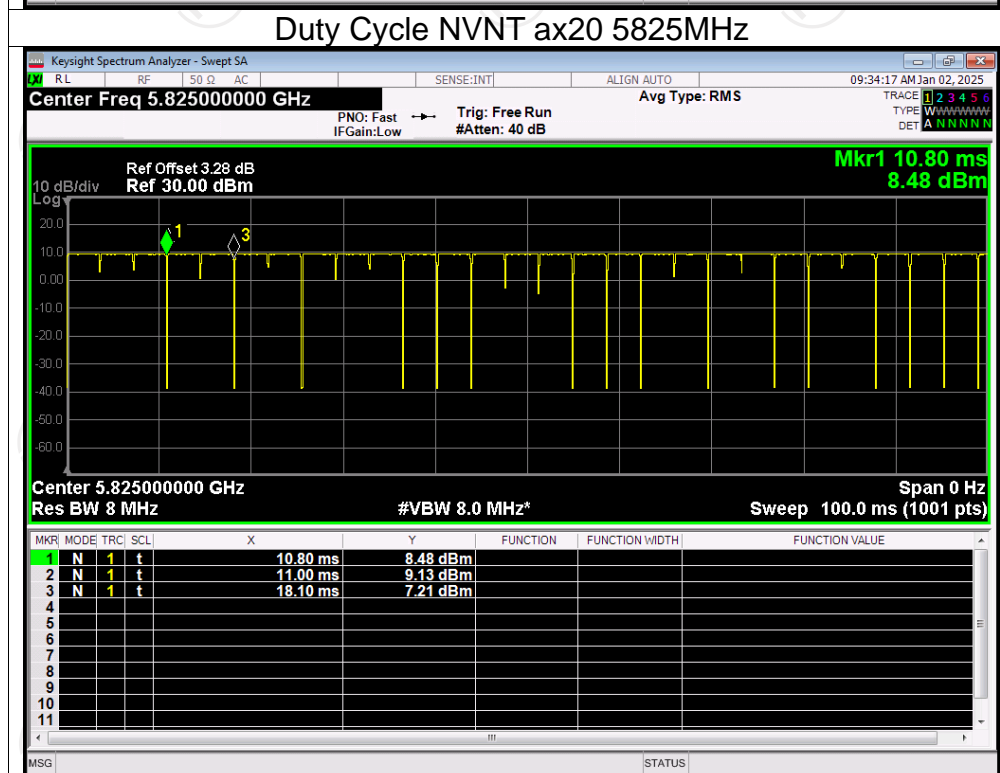 Duty Cycle NVNT ax20 5825MHz
Keysight Spectrum Analyzer - Swept SA
LXI RL RF 50 Ω AC SENSE:INT ALIGN AUTO 09:34:17 AM Jan 02, 2025
Center Freq 5.825000000 GHz Avg Type: RMS TRACE 1 2 3 4 5 6
PNO: Fast Trig: Free Run TYPE WWWWWW
IFGain:Low #Atten: 40 dB DET A N N N N N
Mkr1 10.80 ms
8.48 dBm
Ref Offset 3.28 dB
10 dB/div Ref 30.00 dBm
Log
20.0
1
3
10.0
0.00
-10.0
-20.0
-30.0
-40.0
-50.0
-60.0
Center 5.825000000 GHz Span 0 Hz
Res BW 8 MHz #VBW 8.0 MHz* Sweep 100.0 ms (1001 pts)
MKR MODE TRC SCL X Y FUNCTION FUNCTION WIDTH FUNCTION VALUE
1 N 1 t 10.80 ms 8.48 dBm
2 N 1 t 11.00 ms 9.13 dBm
3 N 1 t 18.10 ms 7.21 dBm
4
5
6
7
8
9
10
11
MSG STATUS